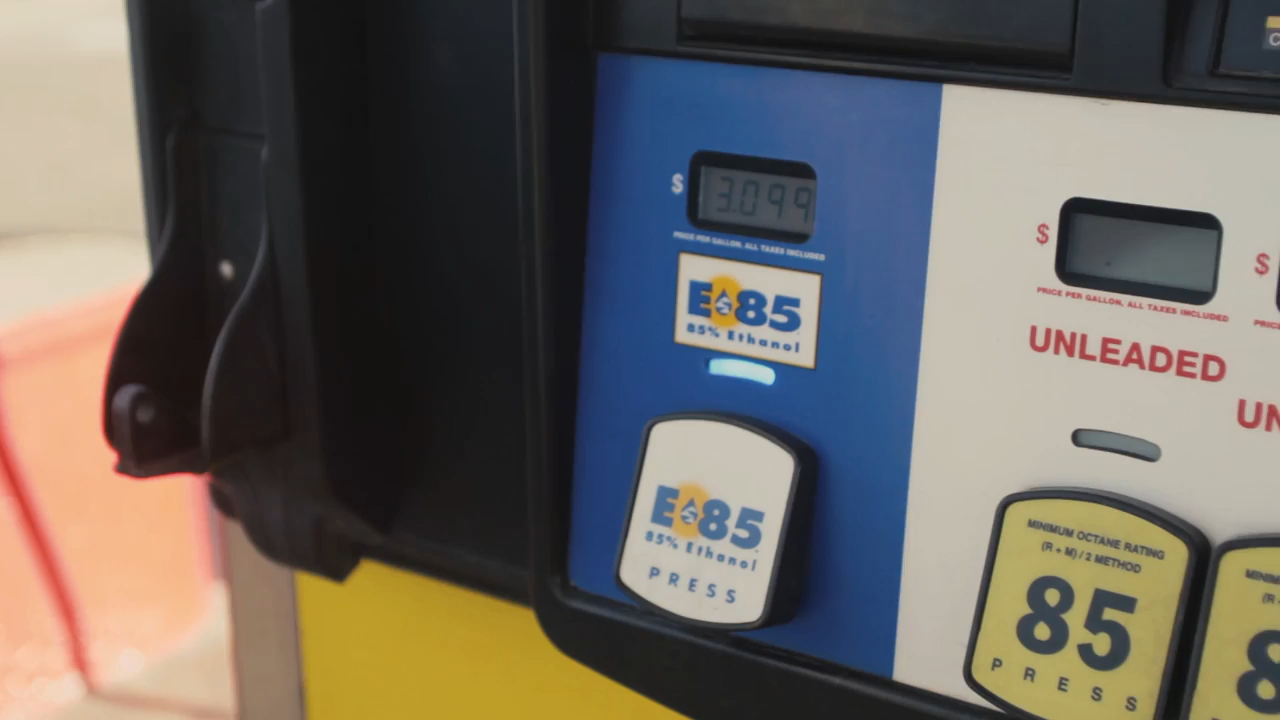 $ 3.099
PRICE PER GALLON, ALL TAXES INCLUDED
E85
85% Ethanol
E85
85% Ethanol
PRESS
$
PRICE PER GALLON, ALL TAXES INCLUDED
UNLEADED
MINIMUM OCTANE RATING
(R + M) / 2 METHOD
85
PRESS
$